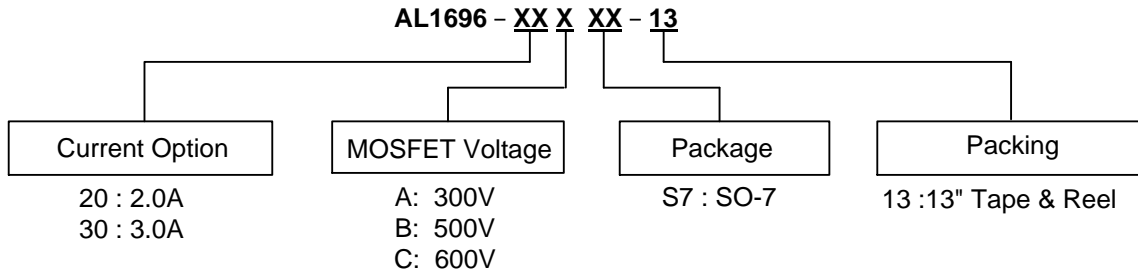 AL1696 – XX X XX – 13
Current Option
MOSFET Voltage
Package
Packing
20 : 2.0A
30 : 3.0A
A: 300V
B: 500V
C: 600V
S7 : SO-7
13 :13" Tape & Reel